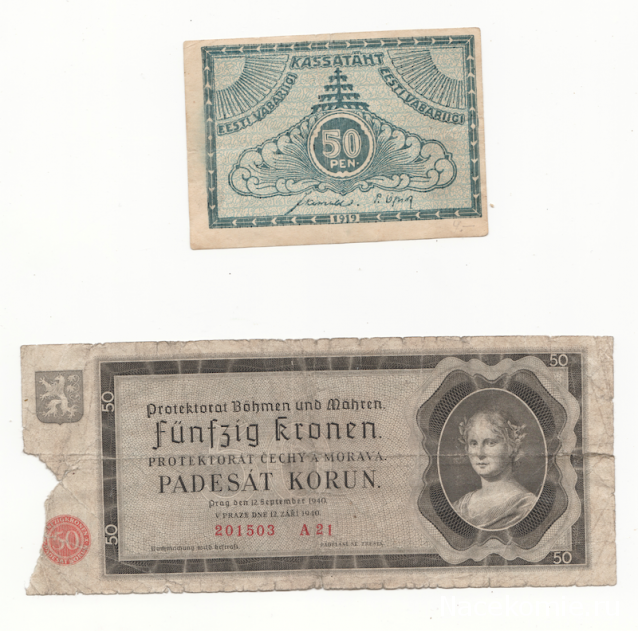 KASSATÄHT
EESTI VABARIIGI EESTI VABARIIGI
50
PEN.
1919
50
50
Protektorat Böhmen und Mähren.
Fünfzig Kronen.
PROTEKTORÁT ČECHY A MORAVA.
PADESÁT KORUN.
Prag den 12. September 1940.
V PRAZE DNE 12. ZÁŘÍ 1940.
201503 A 21
50
50
50